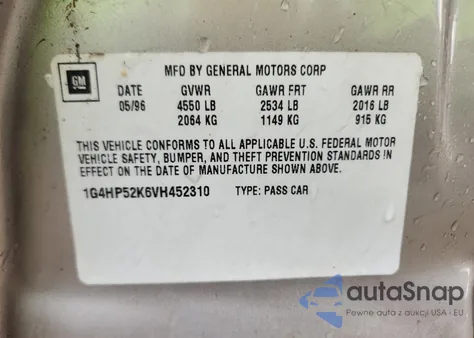 GM
MFD BY GENERAL MOTORS CORP
DATE GVWR GAWR FRT GAWR RR
05/96 4550 LB 2534 LB 2016 LB
2064 KG 1149 KG 915 KG
THIS VEHICLE CONFORMS TO ALL APPLICABLE U.S. FEDERAL MOTOR
VEHICLE SAFETY, BUMPER, AND THEFT PREVENTION STANDARDS IN
EFFECT ON THE DATE OF MANUFACTURE SHOWN ABOVE.
1G4HP52K6VH452310 TYPE: PASS CAR
autoSnap
Pewne auta z aukcji USA i EU